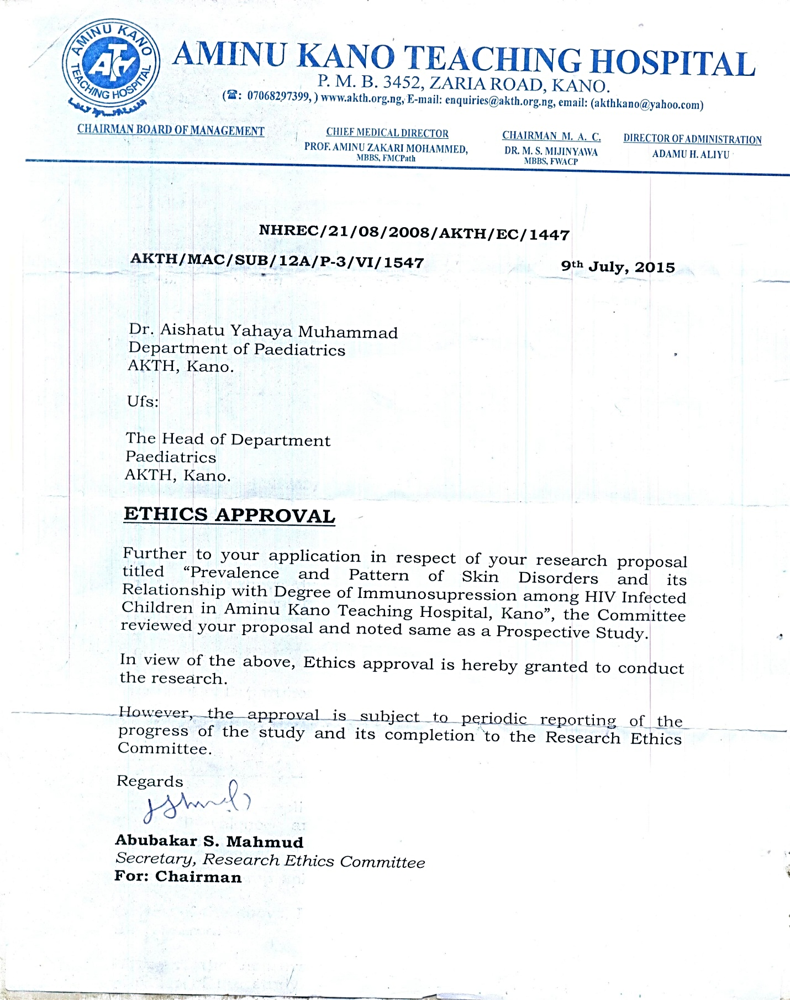 AMINU KANO
TEACHING HOSPITAL
AKTH
AMINU KANO TEACHING HOSPITAL
P. M. B. 3452, ZARIA ROAD, KANO.
(☎: 07068297399, ) www.akth.org.ng, E-mail: enquiries@akth.org.ng, email: (akthkano@yahoo.com)
CHAIRMAN BOARD OF MANAGEMENT
CHIEF MEDICAL DIRECTOR
PROF. AMINU ZAKARI MOHAMMED,
MBBS, FMCPath
CHAIRMAN M. A. C.
DR. M. S. MIJINYAWA
MBBS, FWACP
DIRECTOR OF ADMINISTRATION
ADAMU H. ALIYU
NHREC/21/08/2008/AKTH/EC/1447
AKTH/MAC/SUB/12A/P-3/VI/1547
9th July, 2015
Dr. Aishatu Yahaya Muhammad
Department of Paediatrics
AKTH, Kano.
Ufs:
The Head of Department
Paediatrics
AKTH, Kano.
ETHICS APPROVAL
Further to your application in respect of your research proposal
titled “Prevalence and Pattern of Skin Disorders and its
Relationship with Degree of Immunosupression among HIV Infected
Children in Aminu Kano Teaching Hospital, Kano”, the Committee
reviewed your proposal and noted same as a Prospective Study.
In view of the above, Ethics approval is hereby granted to conduct
the research.
However, the approval is subject to periodic reporting of the
progress of the study and its completion to the Research Ethics
Committee.
Regards
Abubakar S. Mahmud
Secretary, Research Ethics Committee
For: Chairman